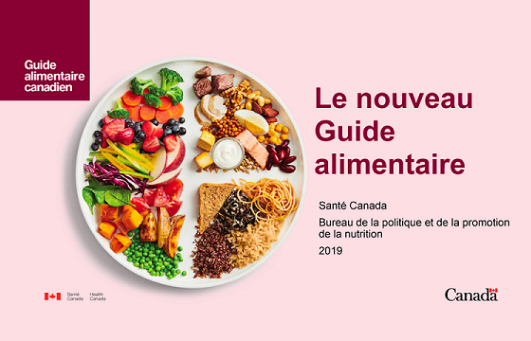 Guide
alimentaire
canadien
Le nouveau
Guide
alimentaire
Santé Canada
Bureau de la politique et de la promotion
de la nutrition
2019
Santé Health
Canada Canada
Canada